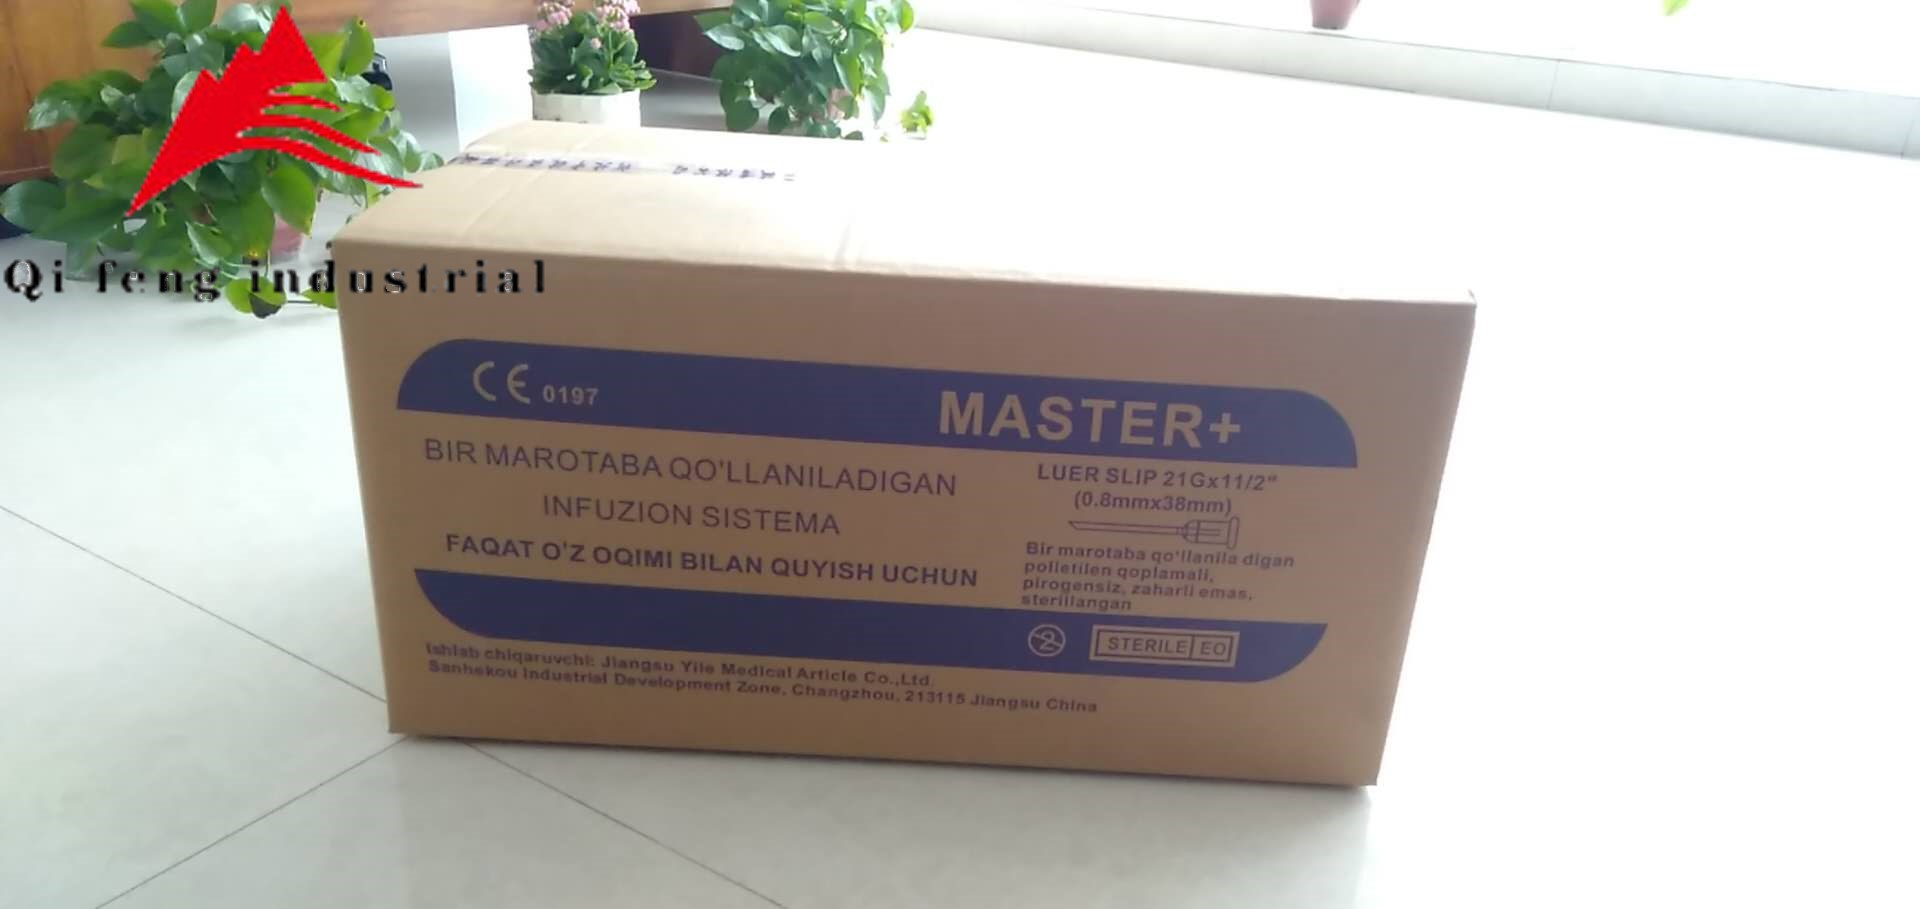 Qi feng industrial
CE 0197
MASTER+
BIR MAROTABA QO'LLANILADIGAN
INFUZION SISTEMA
FAQAT O'Z OQIMI BILAN QUYISH UCHUN
LUER SLIP 21Gx11/2"
(0.8mmx38mm)
Bir marotaba qo'llanila digan
polietilen qoplamali,
pirogensiz, zaharli emas,
sterillangan
2
STERILE EO
Ishlab chiqaruvchi: Jiangsu Yile Medical Article Co.,Ltd.
Sanhekou Industrial Development Zone, Changzhou, 213115 Jiangsu China